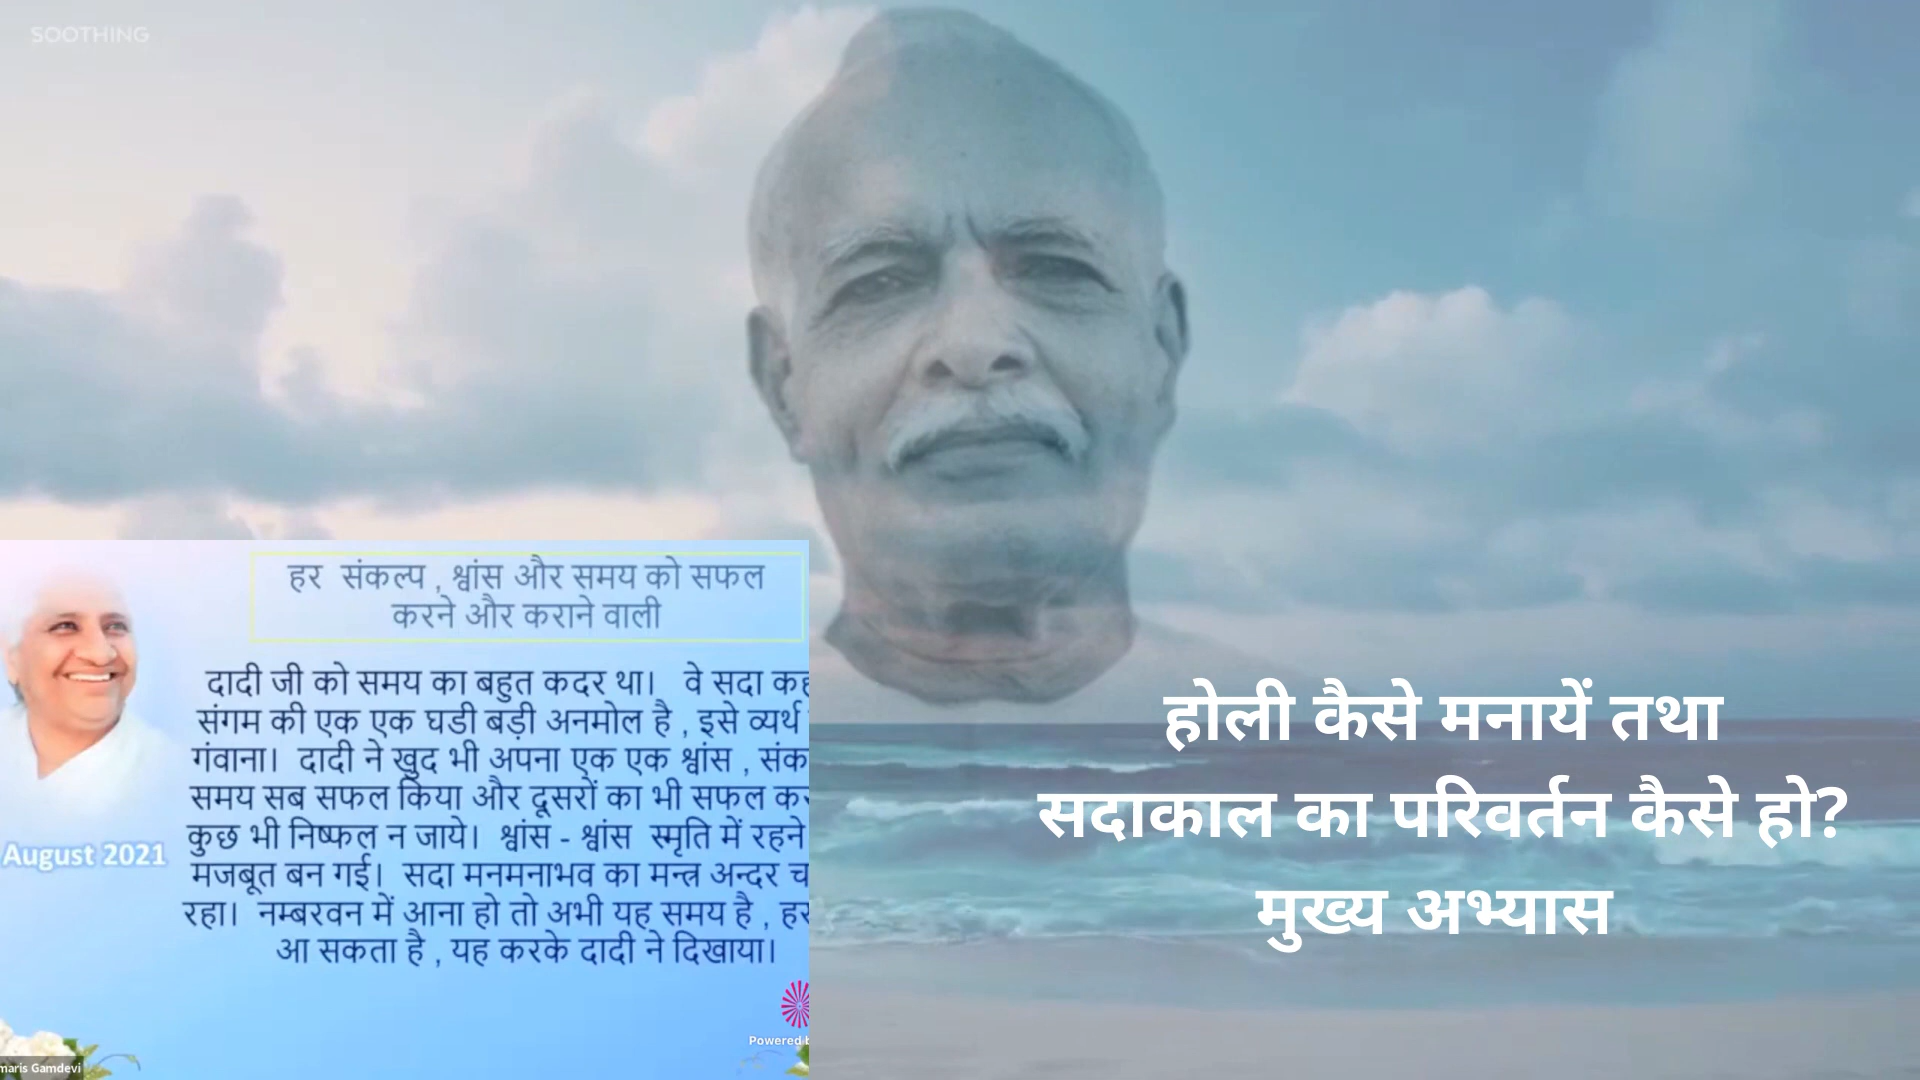 SOOTHING
हर संकल्प , श्वांस और समय को सफल
करने और कराने वाली
दादी जी को समय का बहुत कदर था। वे सदा
संगम की एक एक घडी बड़ी अनमोल है , इसे व्यर्थ
गंवाना। दादी ने खुद भी अपना एक एक श्वांस ,
समय सब सफल किया और दूसरों का भी सफल
कुछ भी निष्फल न जाये। श्वांस - श्वांस स्मृति में रहने
मजबूत बन गई। सदा मनमनाभव का मन्त्र अन्दर
रहा। नम्बरवन में आना हो तो अभी यह समय है ,
आ सकता है , यह करके दादी ने दिखाया।
August 2021
Powered
Gamdevi
होली कैसे मनायें तथा
सदाकाल का परिवर्तन कैसे हो?
मुख्य अभ्यास